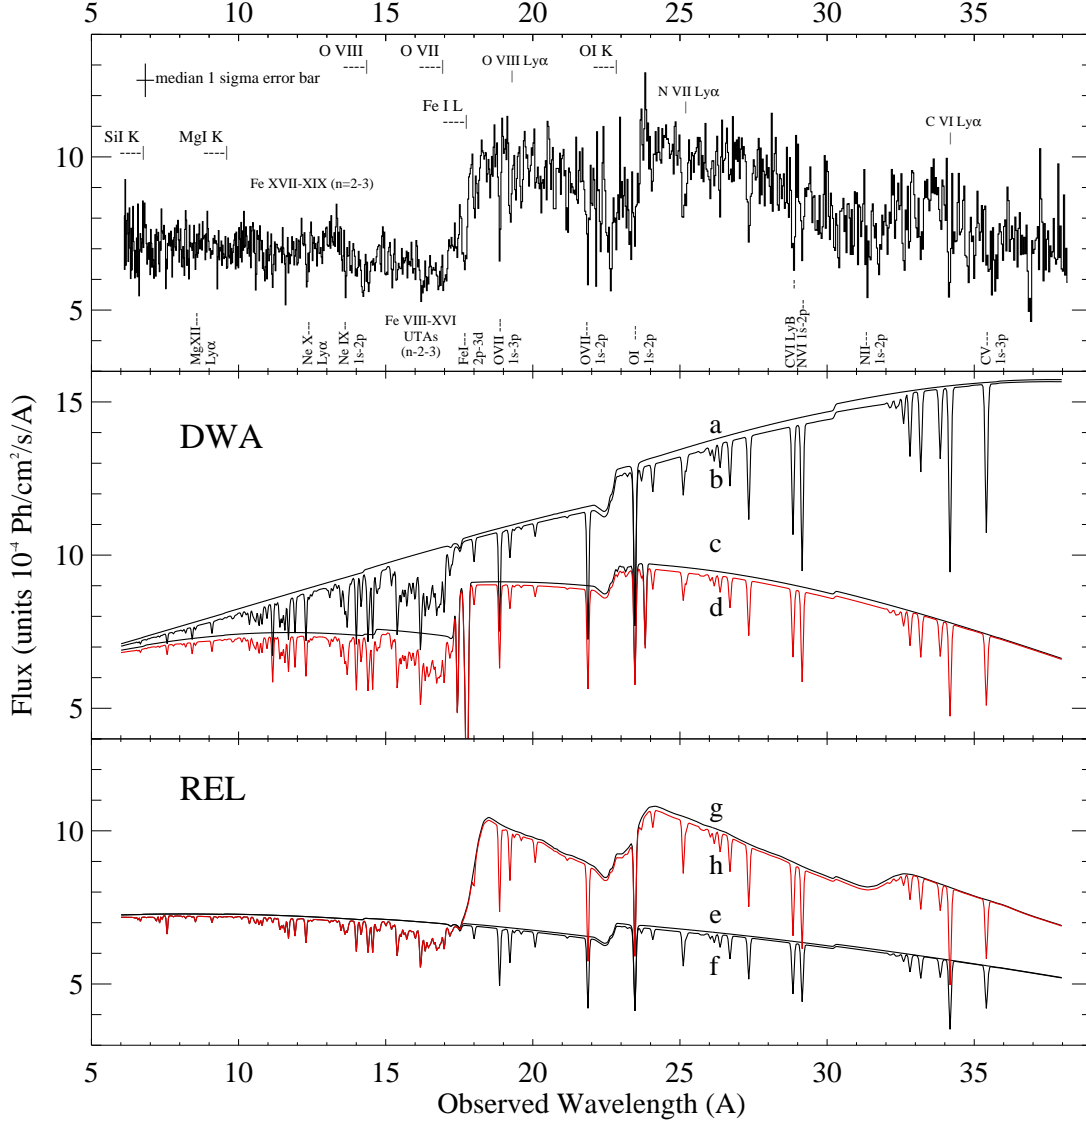 5 10 15 20 25 30 35
O VIII O VII OI K
O VIII Lyα
median 1 sigma error bar
N VII Lyα
Fe I L
C VI Lyα
SiI K MgI K
Fe XVII-XIX (n=2-3)
10
5
MgXII---
Lyα
Ne X---
Lyα
Ne IX---
1s-2p
Fe VIII-XVI
UTAs
(n-2-3)
FeI---
2p-3d
OVII ---
1s-3p
OVII---
1s-2p
OI ---
1s-2p
CVI LyB ---
NVI 1s-2p--
NII---
1s-2p
CV---
1s-3p
15
DWA
a
b
10
c
d
5
Flux (units 10⁻⁴ Ph/cm²/s/A)
REL
g
10
h
e
f
5
5 10 15 20 25 30 35
Observed Wavelength (A)